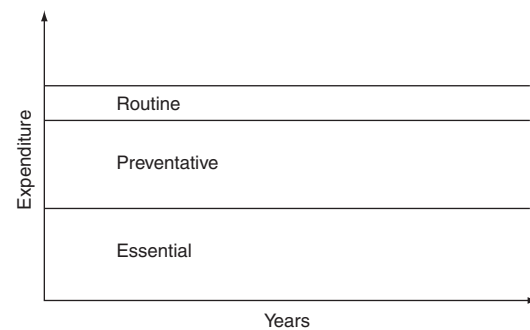 Expenditure
Routine
Preventative
Essential
Years